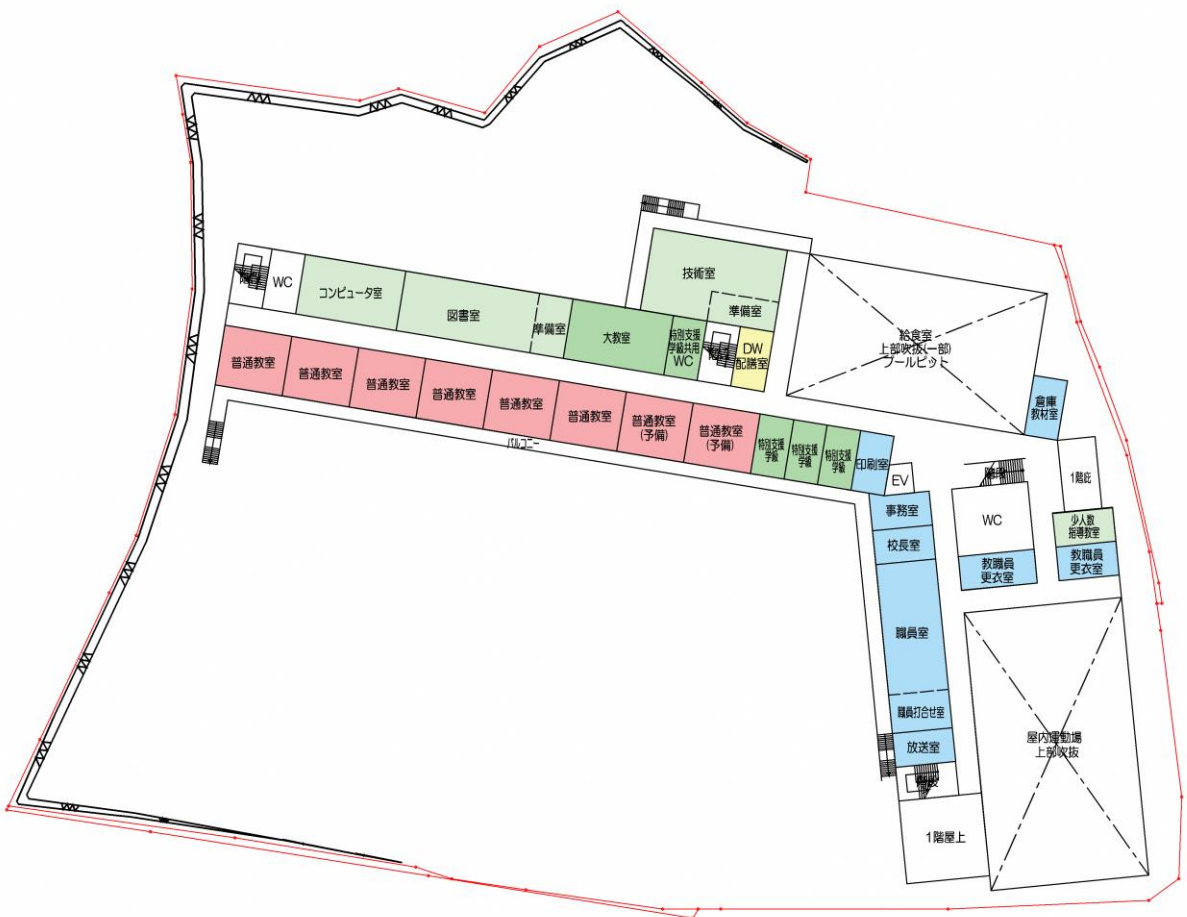 階段
WC
コンピュータ室
図書室
準備室
大教室
特別支援
学級共用
WC
階段
DW
配膳室
技術室
準備室
給食室
上部吹抜(一部)
プールピット
倉庫
教材室
普通教室
普通教室
普通教室
普通教室
普通教室
普通教室
普通教室
(予備)
普通教室
(予備)
特別支援
学級
特別支援
学級
特別支援
学級
印刷室
EV
バルコニー
階段
1階庇
WC
少人数
指導教室
教職員
更衣室
教職員
更衣室
事務室
校長室
職員室
職員打合せ室
放送室
階段
1階屋上
屋内運動場
上部吹抜